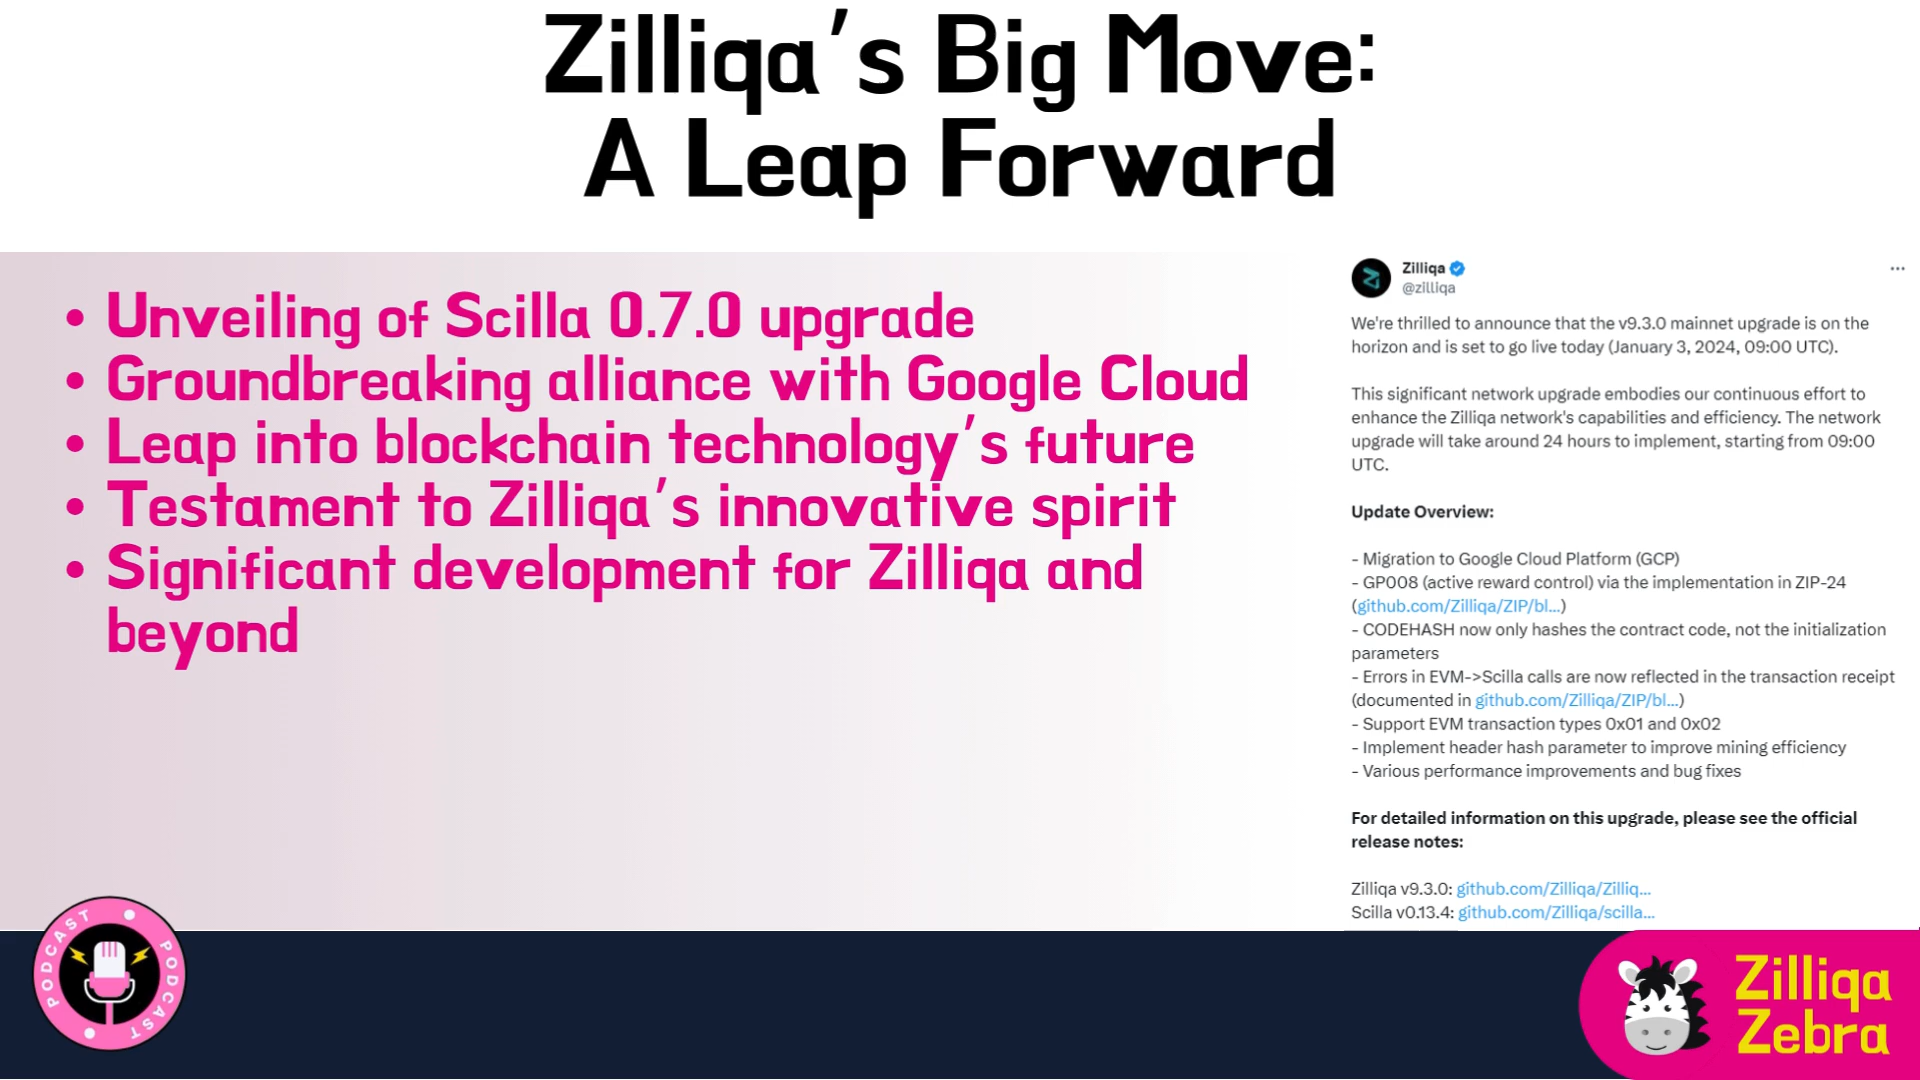 Zilliqa's Big Move:
A Leap Forward
• Unveiling of Scilla 0.7.0 upgrade
• Groundbreaking alliance with Google Cloud
• Leap into blockchain technology's future
• Testament to Zilliqa's innovative spirit
• Significant development for Zilliqa and
beyond
Zilliqa
@zilliqa
We're thrilled to announce that the v9.3.0 mainnet upgrade is on the
horizon and is set to go live today (January 3, 2024, 09:00 UTC).
This significant network upgrade embodies our continuous effort to
enhance the Zilliqa network's capabilities and efficiency. The network
upgrade will take around 24 hours to implement, starting from 09:00
UTC.
Update Overview:
- Migration to Google Cloud Platform (GCP)
- GP008 (active reward control) via the implementation in ZIP-24
(github.com/Zilliqa/ZIP/bl...)
- CODEHASH now only hashes the contract code, not the initialization
parameters
- Errors in EVM->Scilla calls are now reflected in the transaction receipt
(documented in github.com/Zilliqa/ZIP/bl...)
- Support EVM transaction types 0x01 and 0x02
- Implement header hash parameter to improve mining efficiency
- Various performance improvements and bug fixes
For detailed information on this upgrade, please see the official
release notes:
Zilliqa v9.3.0: github.com/Zilliqa/Zilliq...
Scilla v0.13.4: github.com/Zilliqa/scilla...
PODCAST
PODCAST
Zilliqa
Zebra